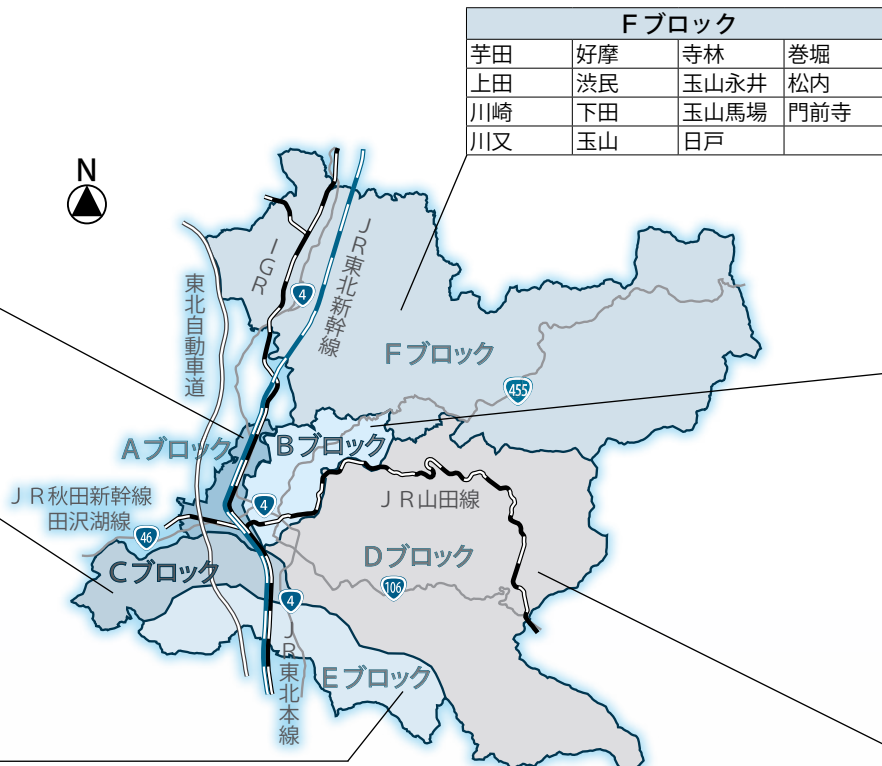 Fブロック
芋田 好摩 寺林 巻堀
上田 渋民 玉山永井 松内
川崎 下田 玉山馬場 門前寺
川又 玉山 日戸
N
IGR
JR東北新幹線
東北自動車道
4
Fブロック
455
Aブロック
Bブロック
JR秋田新幹線
田沢湖線
4
JR山田線
46
Cブロック
Dブロック
106
4
JR東北本線
Eブロック